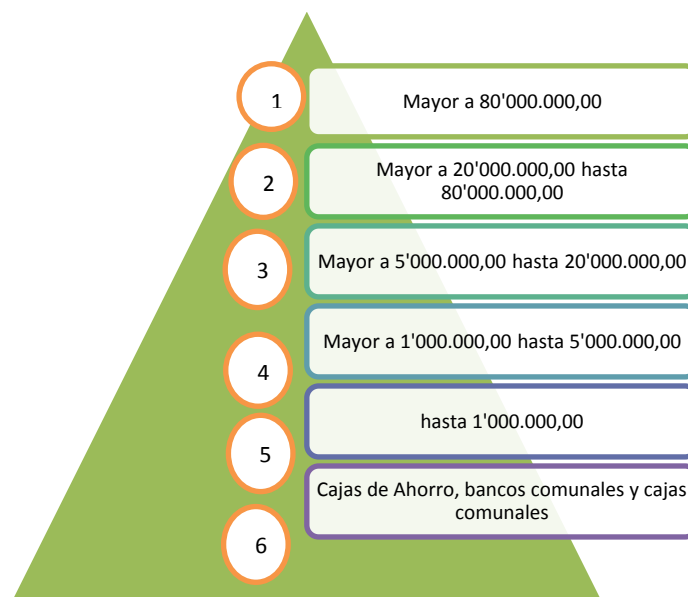 1
Mayor a 80'000.000,00
2
Mayor a 20'000.000,00 hasta
80'000.000,00
3
Mayor a 5'000.000,00 hasta 20'000.000,00
4
Mayor a 1'000.000,00 hasta 5'000.000,00
5
hasta 1'000.000,00
6
Cajas de Ahorro, bancos comunales y cajas
comunales